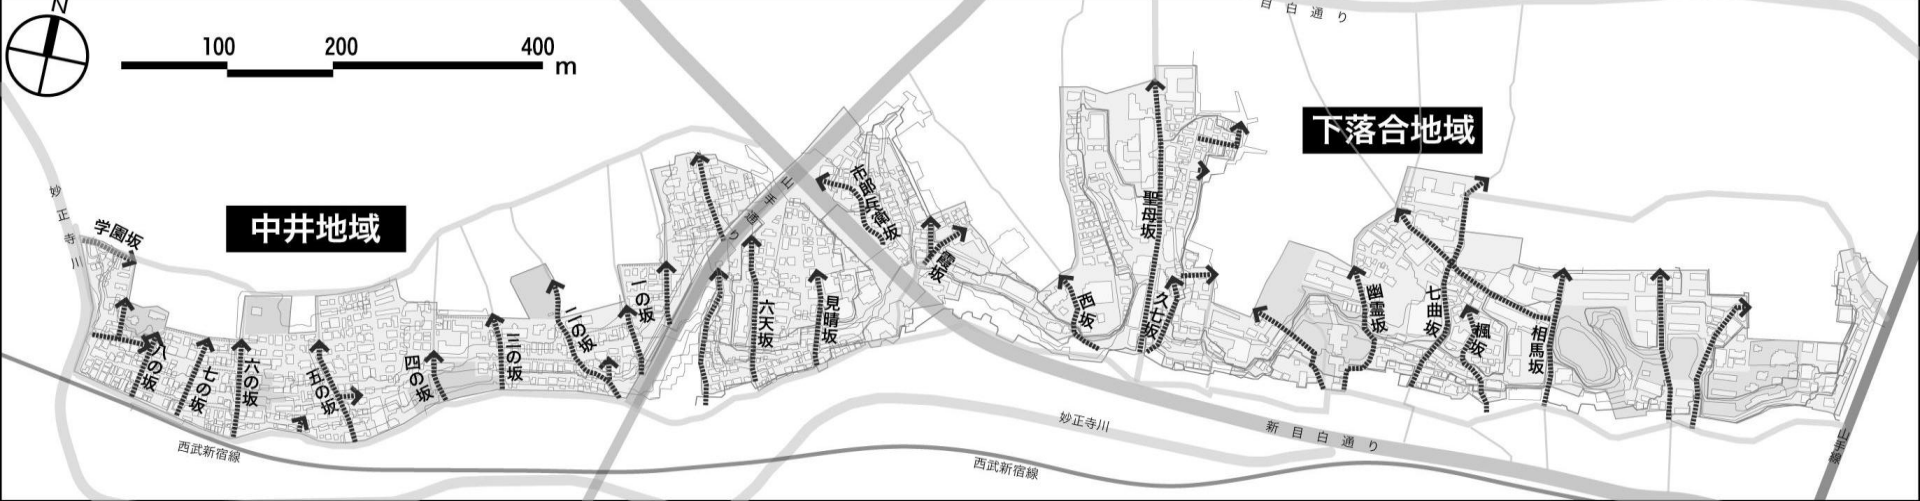 N
100 200 400
m
目白通り
下落合地域
中井地域
妙正寺川
学園坂
山手通り
市郎兵衛坂
霞坂
聖母坂
西坂
久七坂
幽霊坂
七曲坂
楓坂
相馬坂
八の坂
七の坂
六の坂
五の坂
四の坂
三の坂
二の坂
一の坂
六天坂
見晴坂
西武新宿線
西武新宿線
妙正寺川
新目白通り
山手線